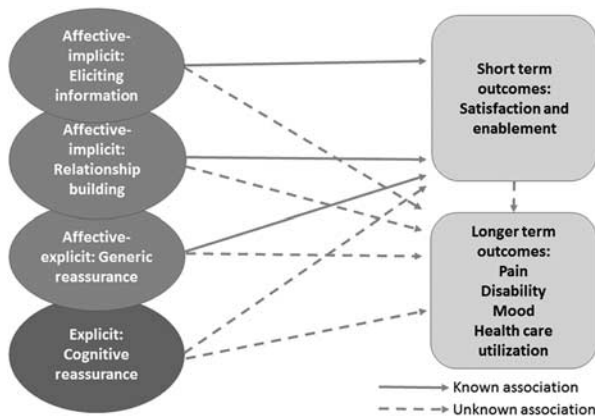 Affective-
implicit:
Eliciting
information
Affective-
implicit:
Relationship
building
Affective-
explicit: Generic
reassurance
Explicit:
Cognitive
reassurance
Short term
outcomes:
Satisfaction and
enablement
Longer term
outcomes:
Pain
Disability
Mood
Health care
utilization
Known association
Unknown association